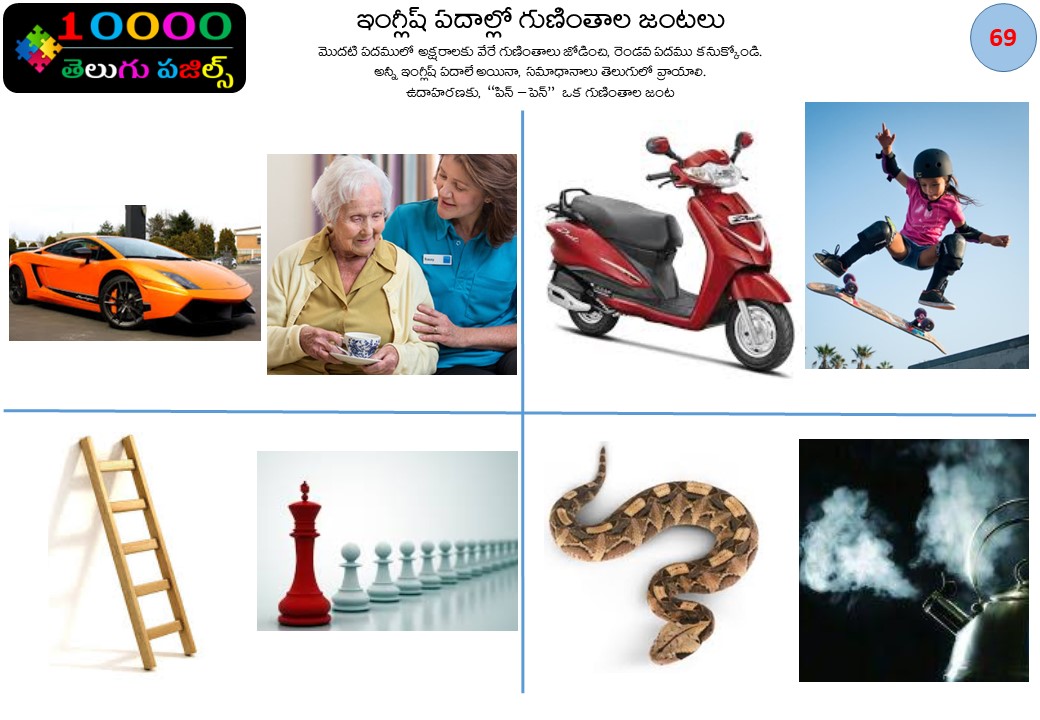 10000
తెలుగు పజిల్స్
ఇంగ్లీష్ పదాల్లో గుణింతాల జంటలు
మొదటి పదములో అక్షరాలకు వేరే గుణింతాలు జోడించి, రెండవ పదము కనుక్కోండి.
అన్నీ ఇంగ్లీష్ పదాలే అయినా, సమాధానాలు తెలుగులో వ్రాయాలి.
ఉదాహరణకు, “పిన్ – పెన్” ఒక గుణింతాల జంట
69